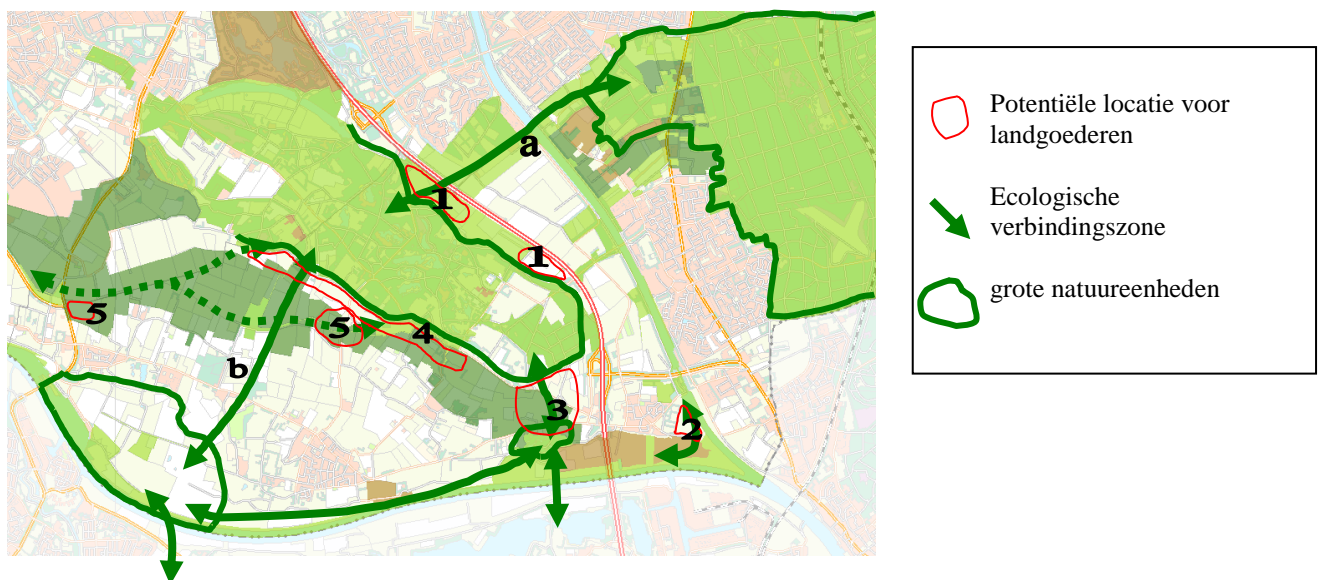 a
1
1
5
5
4
b
3
2
Potentiële locatie voor
landgoederen
Ecologische
verbindingszone
grote natuureenheden